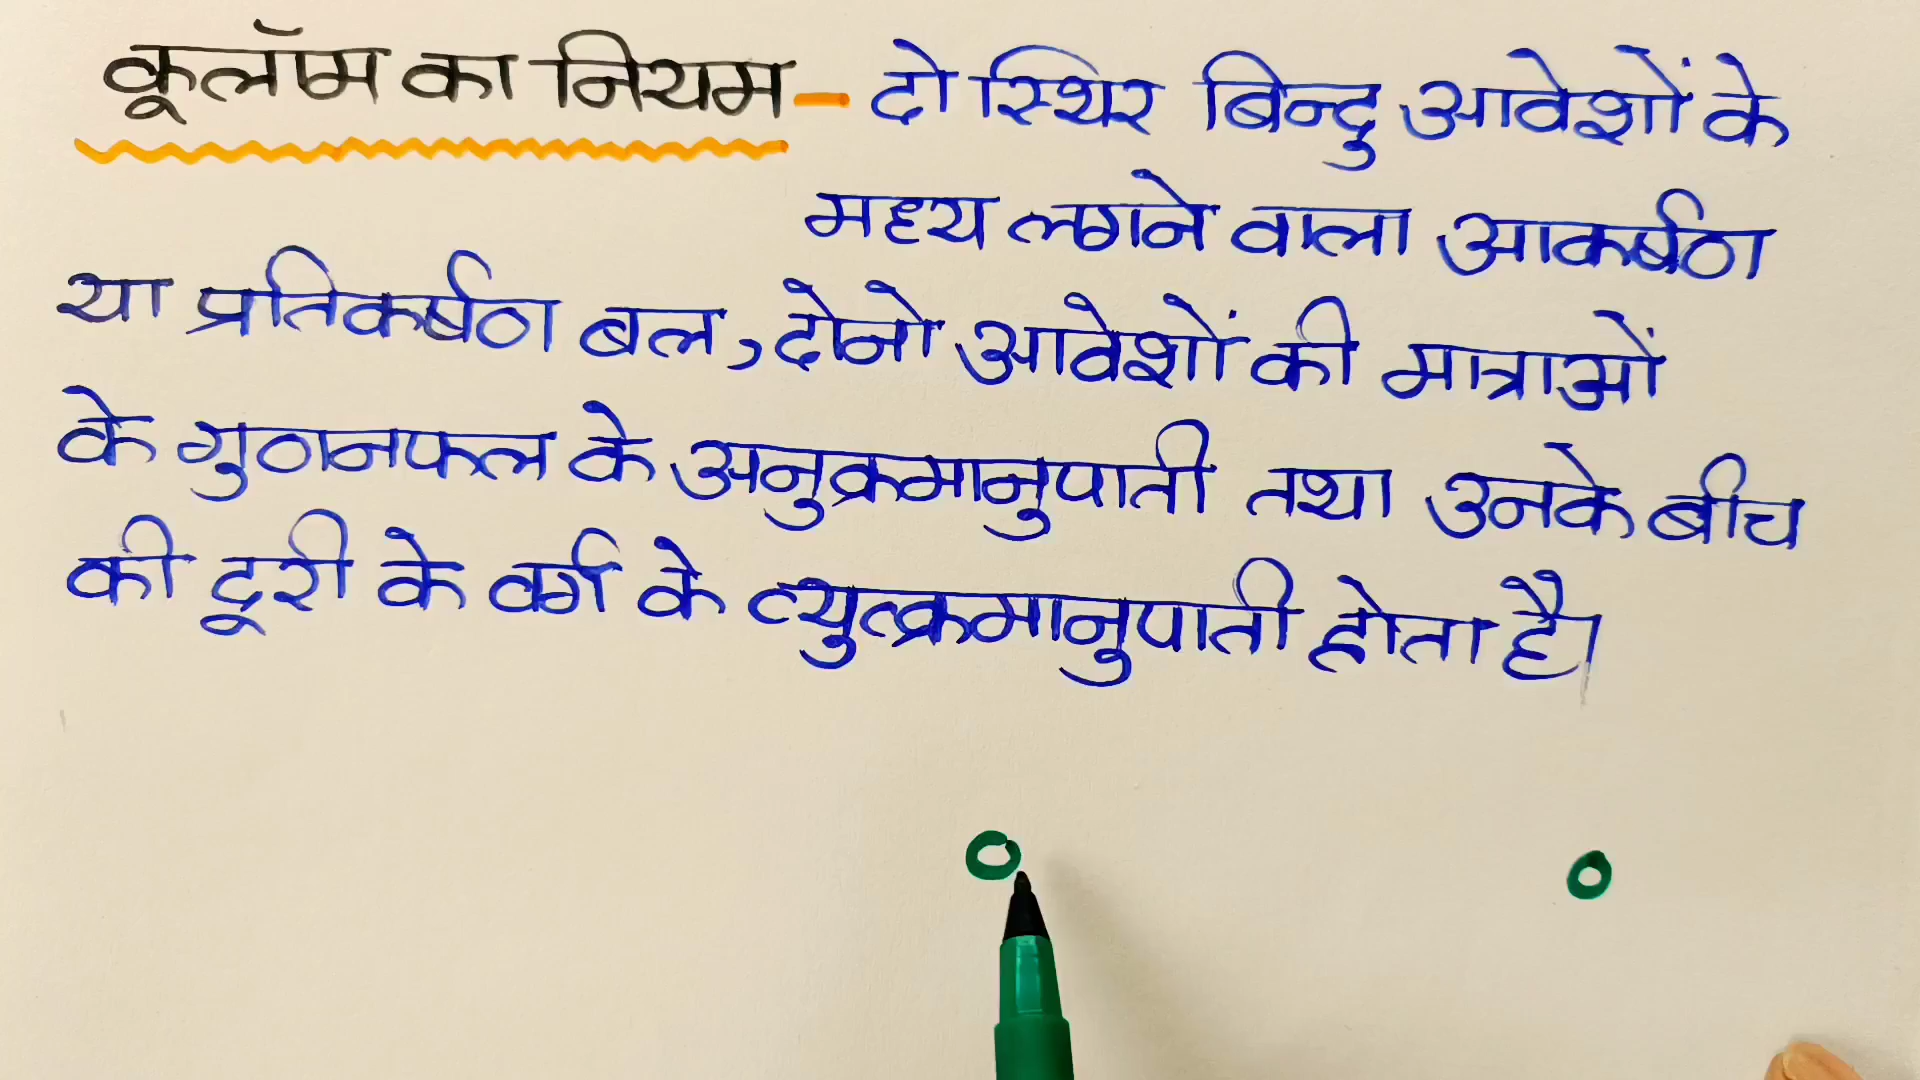 कूलॉम का नियम - दो स्थिर बिन्दु आवेशों के
मध्य लगने वाला आकर्षण
या प्रतिकर्षण बल, दोनो आवेशों की मात्राओं
के गुणनफल के अनुक्रमानुपाती तथा उनके बीच
की दूरी के वर्ग के व्युत्क्रमानुपाती होता है।